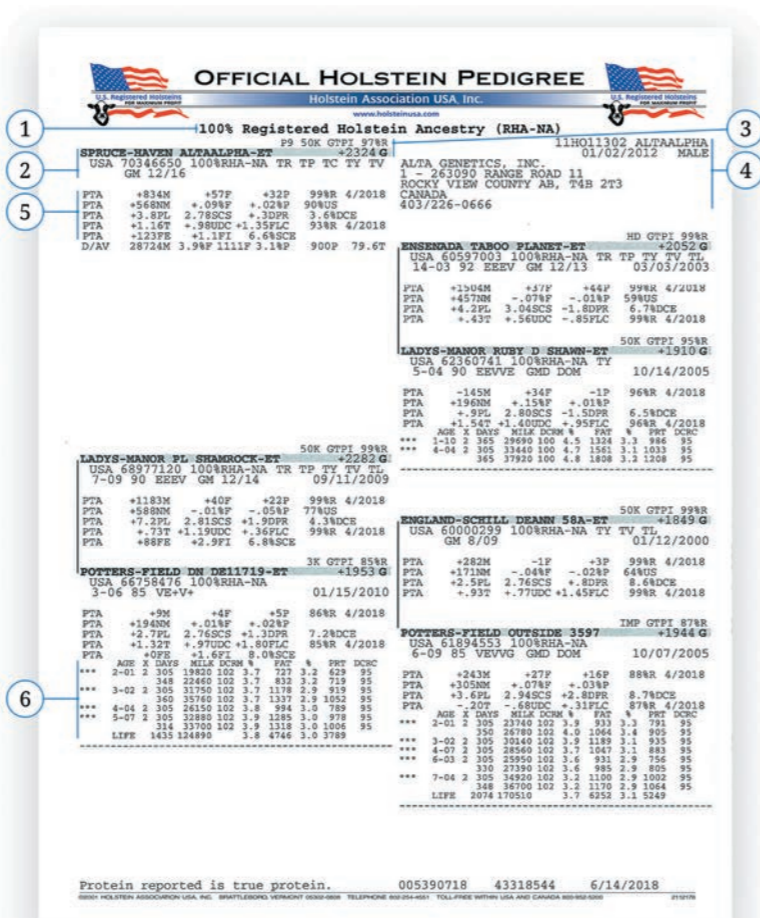 OFFICIAL HOLSTEIN PEDIGREE
U.S. Registered Holsteins
FOR MAXIMUM PROFIT
Holstein Association USA, Inc.
U.S. Registered Holsteins
FOR MAXIMUM PROFIT
www.holsteinusa.com
1
100% Registered Holstein Ancestry (RHA-NA)
3
P9 50K GTPI 97%R
2
SPRUCE-HAVEN ALTAALPHA-ET +2324 G
USA 70346650 100%RHA-NA TR TP TC TY TV
GM 12/16
11HO11302 ALTAALPHA
01/02/2012 MALE
4
ALTA GENETICS, INC.
1 - 263090 RANGE ROAD 11
ROCKY VIEW COUNTY AB, T4B 2T3
CANADA
403/226-0666
5
PTA +834M +57F +32P 99%R 4/2018
PTA +568NM +.09%F +.02%P 90%US
PTA +3.8PL 2.78SCS +.3DPR 3.6%DCE
PTA +1.16T +.98UDC +1.35FLC 93%R 4/2018
PTA +123FE +1.1FI 6.6%SCE
D/AV 28724M 3.9%F 1111F 3.1%P 900P 79.6T
HD GTPI 99%R
ENSENADA TABOO PLANET-ET +2052 G
USA 60597003 100%RHA-NA TR TP TY TV TL
14-03 92 EEEV GM 12/13 03/03/2003
PTA +1504M +37F +44P 99%R 4/2018
PTA +457NM -.07%F -.01%P 59%US
PTA +4.2PL 3.04SCS -1.8DPR 6.7%DCE
PTA +.43T +.56UDC -.85FLC 99%R 4/2018
50K GTPI 95%R
LADYS-MANOR RUBY D SHAWN-ET +1910 G
USA 62360741 100%RHA-NA TY
5-04 90 EEVVE GMD DOM 10/14/2005
PTA -145M +34F -1P 96%R 4/2018
PTA +196NM +.15%F +.01%P
PTA +.9PL 2.80SCS -1.5DPR 6.5%DCE
PTA +1.54T +1.40UDC +.95FLC 96%R 4/2018
AGE X DAYS MILK DCRM % FAT % PRT DCRC
*** 1-10 2 365 29690 100 4.5 1324 3.3 986 95
*** 4-04 2 305 33440 100 4.7 1561 3.1 1033 95
365 37920 100 4.8 1808 3.2 1208 95
50K GTPI 99%R
LADYS-MANOR PL SHAMROCK-ET +2282 G
USA 68977120 100%RHA-NA TR TP TY TV TL
7-09 90 EEEV GM 12/14 09/11/2009
PTA +1183M +40F +22P 99%R 4/2018
PTA +588NM -.01%F -.05%P 77%US
PTA +7.2PL 2.81SCS +1.9DPR 4.3%DCE
PTA +.73T +1.19UDC +.36FLC 99%R 4/2018
PTA +88FE +2.9FI 6.8%SCE
3K GTPI 85%R
POTTERS-FIELD DN DE11719-ET +1953 G
USA 66758476 100%RHA-NA
3-06 85 VE+V+ 01/15/2010
PTA +9M +4F +5P 86%R 4/2018
PTA +194NM +.01%F +.02%P
PTA +2.7PL 2.76SCS +1.3DPR 7.2%DCE
PTA +1.32T +.97UDC +1.80FLC 85%R 4/2018
PTA +0FE +1.6FI 8.0%SCE
6
AGE X DAYS MILK DCRM % FAT % PRT DCRC
*** 2-01 2 305 19820 102 3.7 727 3.2 629 95
348 22460 102 3.7 832 3.2 719 95
*** 3-02 2 305 31750 102 3.7 1178 2.9 919 95
360 35760 102 3.7 1337 2.9 1052 95
*** 4-04 2 305 26150 102 3.8 994 3.0 789 95
*** 5-07 2 305 32880 102 3.9 1285 3.0 978 95
314 33700 102 3.9 1318 3.0 1006 95
LIFE 1435 124890 3.8 4746 3.0 3789
50K GTPI 99%R
ENGLAND-SCHILL DEANN 58A-ET +1849 G
USA 60000299 100%RHA-NA TY TV TL
GM 8/09 01/12/2000
PTA +282M -1F +3P 99%R 4/2018
PTA +171NM -.04%F -.02%P 64%US
PTA +2.5PL 2.76SCS +.8DPR 8.6%DCE
PTA +.93T +.77UDC +1.45FLC 99%R 4/2018
IMP GTPI 87%R
POTTERS-FIELD OUTSIDE 3597 +1944 G
USA 61894553 100%RHA-NA
6-09 85 VEVVG GMD DOM 10/07/2005
PTA +243M +27F +16P 88%R 4/2018
PTA +305NM +.07%F +.03%P
PTA +3.6PL 2.94SCS +2.8DPR 8.7%DCE
PTA -.20T -.68UDC +.31FLC 87%R 4/2018
AGE X DAYS MILK DCRM % FAT % PRT DCRC
*** 2-01 2 305 23740 102 3.9 933 3.3 791 95
350 26780 102 4.0 1064 3.4 905 95
*** 3-02 2 305 30140 102 3.9 1189 3.1 935 95
*** 4-07 2 305 28560 102 3.7 1047 3.1 883 95
*** 6-03 2 305 25950 102 3.6 931 2.9 756 95
330 27390 102 3.6 985 2.9 805 95
*** 7-04 2 305 34920 102 3.2 1100 2.9 1002 95
348 36700 102 3.2 1170 2.9 1064 95
LIFE 2074 170510 3.7 6252 3.1 5249
Protein reported is true protein. 005390718 43318544 6/14/2018
©2001 HOLSTEIN ASSOCIATION USA, INC. BRATTLEBORO, VERMONT 05302-0808 TELEPHONE 802-254-4551 TOLL-FREE WITHIN USA AND CANADA 800-952-5200 2112178